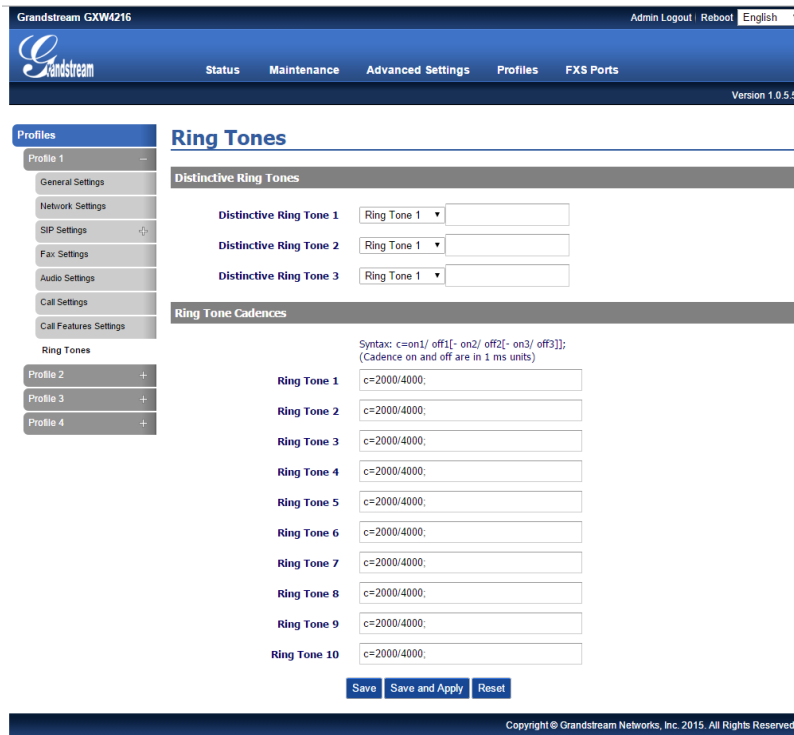 Grandstream GXW4216
Admin Logout | Reboot English
Grandstream
Status Maintenance Advanced Settings Profiles FXS Ports
Version 1.0.5.5
Profiles
Profile 1 –
General Settings
Network Settings
SIP Settings
Fax Settings
Audio Settings
Call Settings
Call Features Settings
Ring Tones
Profile 2 +
Profile 3 +
Profile 4 +
Ring Tones
Distinctive Ring Tones
Distinctive Ring Tone 1 Ring Tone 1
Distinctive Ring Tone 2 Ring Tone 1
Distinctive Ring Tone 3 Ring Tone 1
Ring Tone Cadences
Syntax: c=on1/ off1[- on2/ off2[- on3/ off3]];
(Cadence on and off are in 1 ms units)
Ring Tone 1 c=2000/4000;
Ring Tone 2 c=2000/4000;
Ring Tone 3 c=2000/4000;
Ring Tone 4 c=2000/4000;
Ring Tone 5 c=2000/4000;
Ring Tone 6 c=2000/4000;
Ring Tone 7 c=2000/4000;
Ring Tone 8 c=2000/4000;
Ring Tone 9 c=2000/4000;
Ring Tone 10 c=2000/4000;
Save Save and Apply Reset
Copyright © Grandstream Networks, Inc. 2015. All Rights Reserved